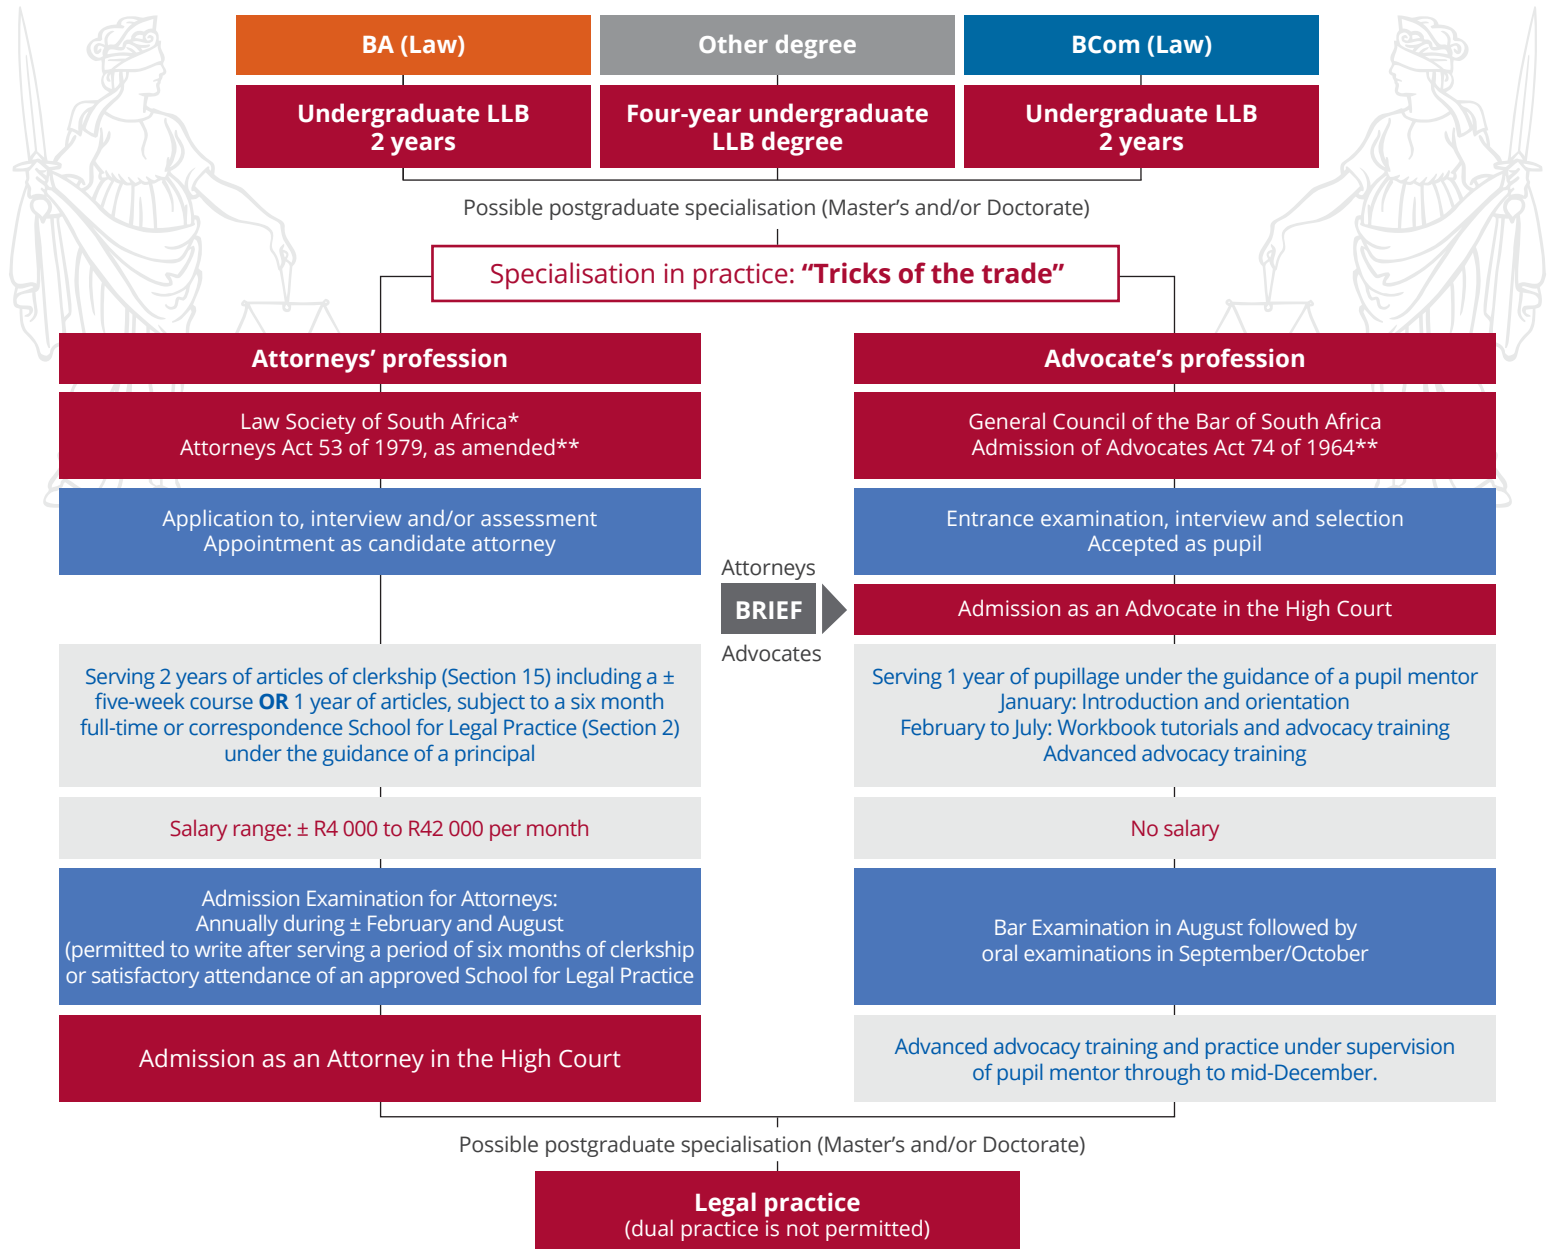 BA (Law)
Other degree
BCom (Law)
Undergraduate LLB
2 years
Four-year undergraduate
LLB degree
Undergraduate LLB
2 years
Possible postgraduate specialisation (Master’s and/or Doctorate)
Specialisation in practice: “Tricks of the trade”
Attorneys’ profession
Law Society of South Africa*
Attorneys Act 53 of 1979, as amended**
Application to, interview and/or assessment
Appointment as candidate attorney
Serving 2 years of articles of clerkship (Section 15) including a ±
five-week course OR 1 year of articles, subject to a six month
full-time or correspondence School for Legal Practice (Section 2)
under the guidance of a principal
Salary range: ± R4 000 to R42 000 per month
Admission Examination for Attorneys:
Annually during ± February and August
(permitted to write after serving a period of six months of clerkship
or satisfactory attendance of an approved School for Legal Practice
Admission as an Attorney in the High Court
Attorneys
BRIEF
Advocates
Advocate’s profession
General Council of the Bar of South Africa
Admission of Advocates Act 74 of 1964**
Entrance examination, interview and selection
Accepted as pupil
Admission as an Advocate in the High Court
Serving 1 year of pupillage under the guidance of a pupil mentor
January: Introduction and orientation
February to July: Workbook tutorials and advocacy training
Advanced advocacy training
No salary
Bar Examination in August followed by
oral examinations in September/October
Advanced advocacy training and practice under supervision
of pupil mentor through to mid-December.
Possible postgraduate specialisation (Master’s and/or Doctorate)
Legal practice
(dual practice is not permitted)